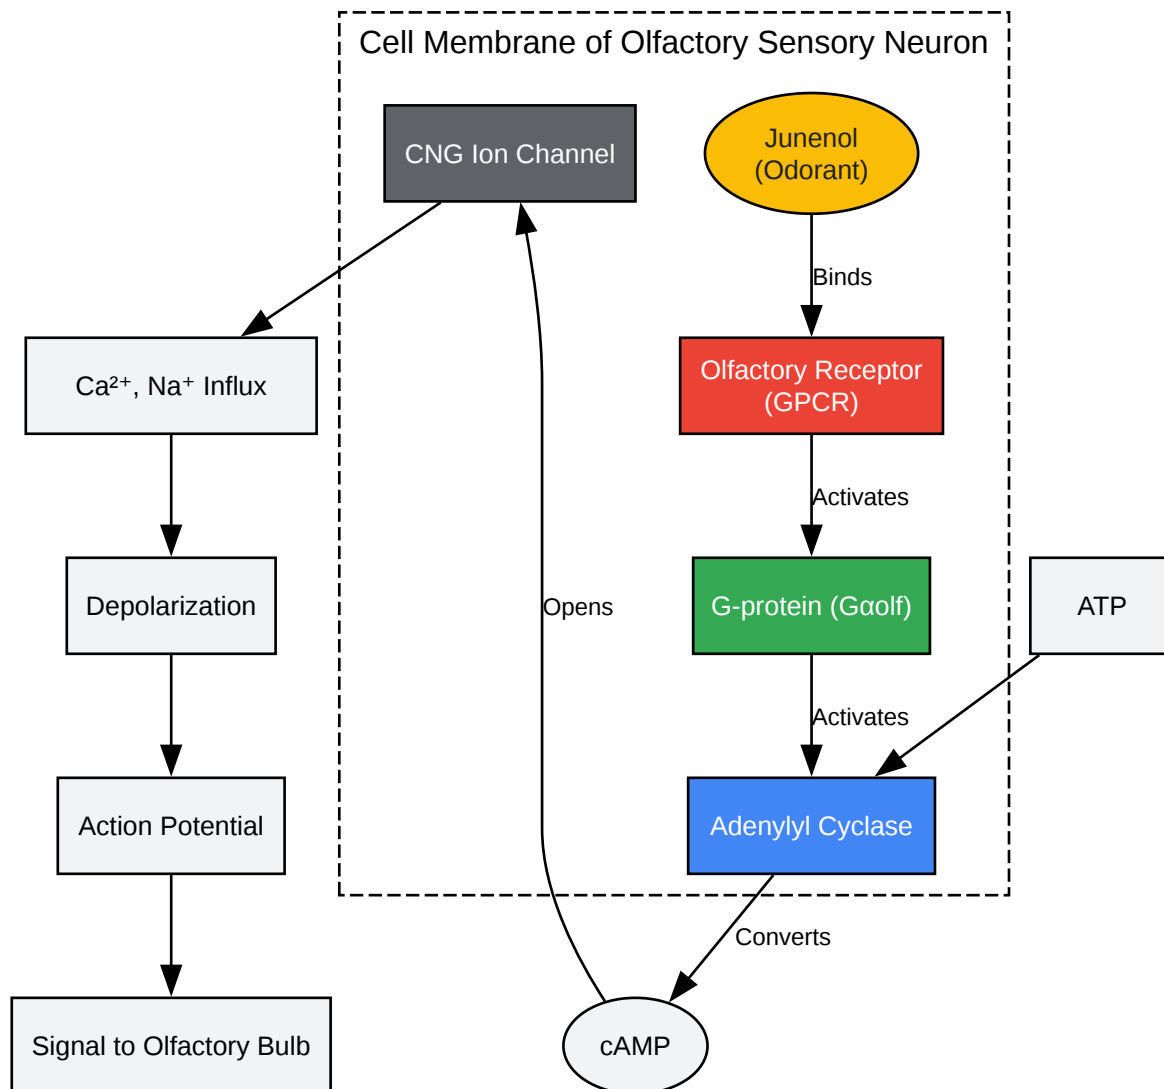 Cell Membrane of Olfactory Sensory Neuron
CNG Ion Channel
Junenol
(Odorant)
Binds
Ca²⁺, Na⁺ Influx
Olfactory Receptor
(GPCR)
Activates
Depolarization
Opens
G-protein (Gαolf)
ATP
Activates
Action Potential
Adenylyl Cyclase
Converts
Signal to Olfactory Bulb
cAMP